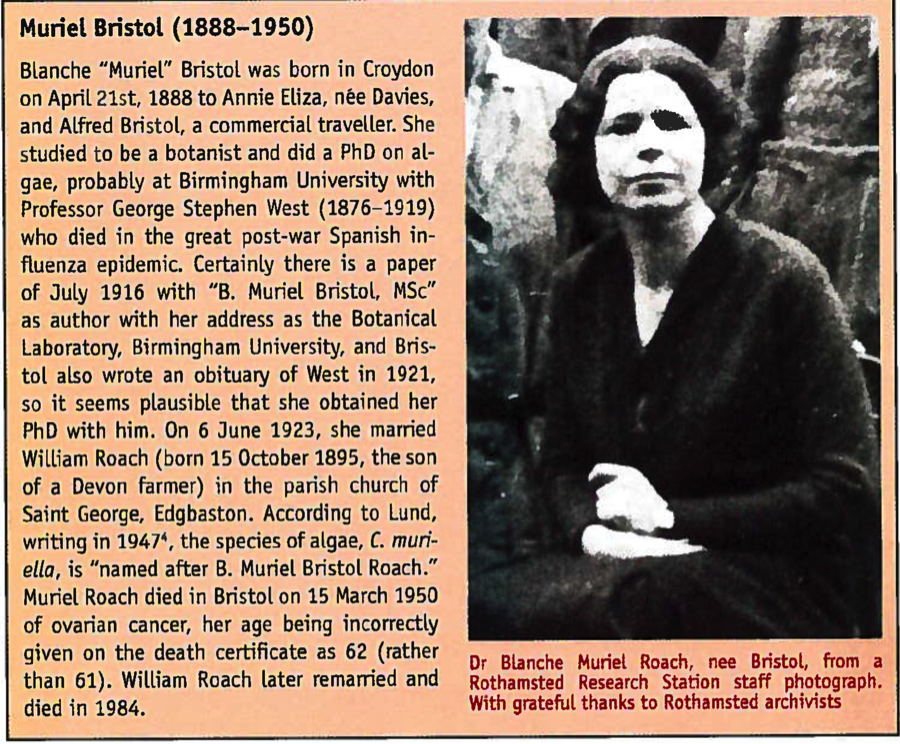 Muriel Bristol (1888–1950)
Blanche “Muriel” Bristol was born in Croydon
on April 21st, 1888 to Annie Eliza, née Davies,
and Alfred Bristol, a commercial traveller. She
studied to be a botanist and did a PhD on al-
gae, probably at Birmingham University with
Professor George Stephen West (1876–1919)
who died in the great post-war Spanish in-
fluenza epidemic. Certainly there is a paper
of July 1916 with “B. Muriel Bristol, MSc”
as author with her address as the Botanical
Laboratory, Birmingham University, and Bris-
tol also wrote an obituary of West in 1921,
so it seems plausible that she obtained her
PhD with him. On 6 June 1923, she married
William Roach (born 15 October 1895, the son
of a Devon farmer) in the parish church of
Saint George, Edgbaston. According to Lund,
writing in 1947⁴, the species of algae, C. muri-
ella, is “named after B. Muriel Bristol Roach.”
Muriel Roach died in Bristol on 15 March 1950
of ovarian cancer, her age being incorrectly
given on the death certificate as 62 (rather
than 61). William Roach later remarried and
died in 1984.
Dr Blanche Muriel Roach, nee Bristol, from a
Rothamsted Research Station staff photograph.
With grateful thanks to Rothamsted archivists